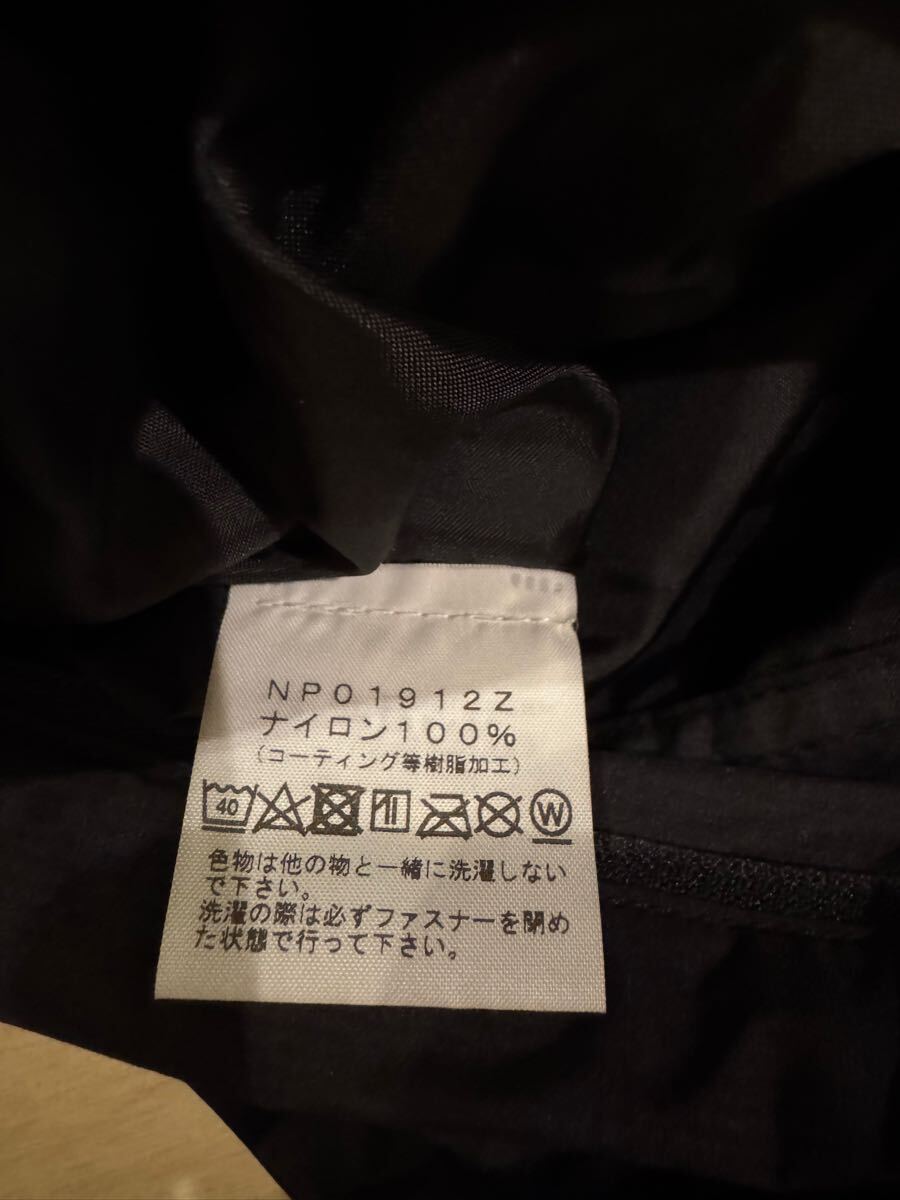 NP01912Z
ナイロン100%
(コーティング等樹脂加工)
40 W
色物は他の物と一緒に洗濯しない
で下さい。
洗濯の際は必ずファスナーを閉め
た状態で行って下さい。